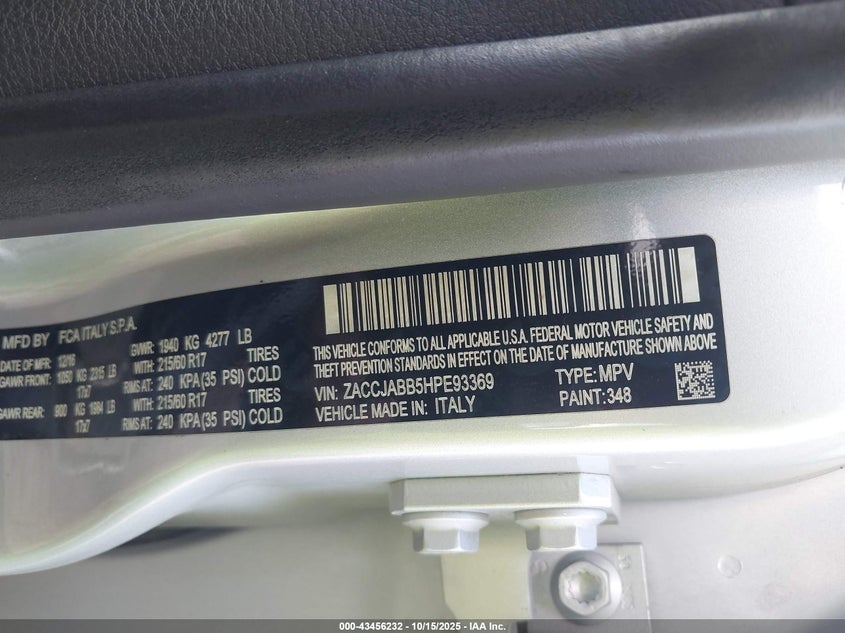 MFD BY FCA ITALY S.P.A.
DATE OF MFR: 12/16 GVWR: 1940 KG 4277 LB
GAWR FRONT: 1050 KG 2315 LB WITH: 215/60 R17 TIRES
17x7 RIMS AT: 240 KPA (35 PSI) COLD
GAWR REAR: 900 KG 1984 LB WITH: 215/60 R17 TIRES
17x7 RIMS AT: 240 KPA (35 PSI) COLD
THIS VEHICLE CONFORMS TO ALL APPLICABLE U.S.A. FEDERAL MOTOR VEHICLE SAFETY AND
THEFT PREVENTION STANDARDS IN EFFECT ON THE DATE OF MANUFACTURE SHOWN ABOVE.
VIN: ZACCJABB5HPE93369 TYPE: MPV
VEHICLE MADE IN: ITALY PAINT: 348
000-43456232 - 10/15/2025 - IAA Inc.